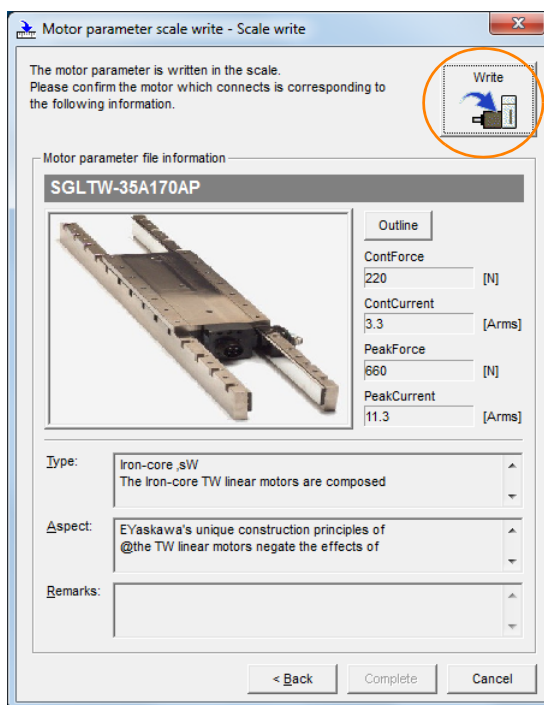 Motor parameter scale write - Scale write
The motor parameter is written in the scale.
Please confirm the motor which connects is corresponding to
the following information.
Write
Motor parameter file information
SGLTW-35A170AP
Outline
ContForce
220 [N]
ContCurrent
3.3 [Arms]
PeakForce
660 [N]
PeakCurrent
11.3 [Arms]
Type:
Iron-core ,sW
The Iron-core TW linear motors are composed
Aspect:
EYaskawa's unique construction principles of
@the TW linear motors negate the effects of
Remarks:
< Back Complete Cancel